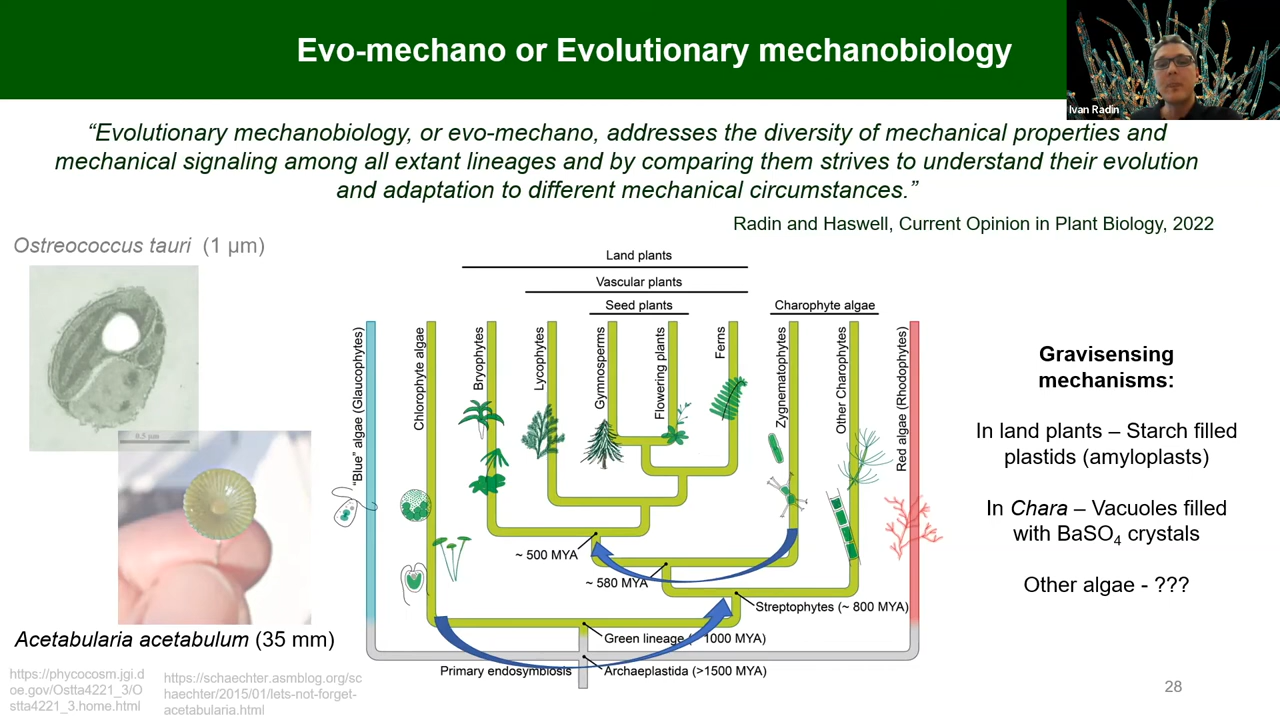 Evo-mechano or Evolutionary mechanobiology
Ivan Radin
“Evolutionary mechanobiology, or evo-mechano, addresses the diversity of mechanical properties and
mechanical signaling among all extant lineages and by comparing them strives to understand their evolution
and adaptation to different mechanical circumstances.”
Radin and Haswell, Current Opinion in Plant Biology, 2022
Ostreococcus tauri (1 µm)
0.5 µm
Acetabularia acetabulum (35 mm)
https://phycocosm.jgi.d
oe.gov/Ostta4221_3/O
stta4221_3.home.html
https://schaechter.asmblog.org/sc
haechter/2015/01/lets-not-forget-
acetabularia.html
Land plants
Vascular plants
Seed plants
Charophyte algae
“Blue” algae (Glaucophytes)
Chlorophyte algae
Bryophytes
Lycophytes
Gymnosperms
Flowering plants
Ferns
Zygnematophytes
Other Charophytes
Red algae (Rhodophytes)
~ 500 MYA
~ 580 MYA
Streptophytes (~ 800 MYA)
Green lineage ( 1000 MYA)
Primary endosymbiosis
Archaeplastida (>1500 MYA)
Gravisensing
mechanisms:
In land plants – Starch filled
plastids (amyloplasts)
In Chara – Vacuoles filled
with BaSO4 crystals
Other algae - ???
28